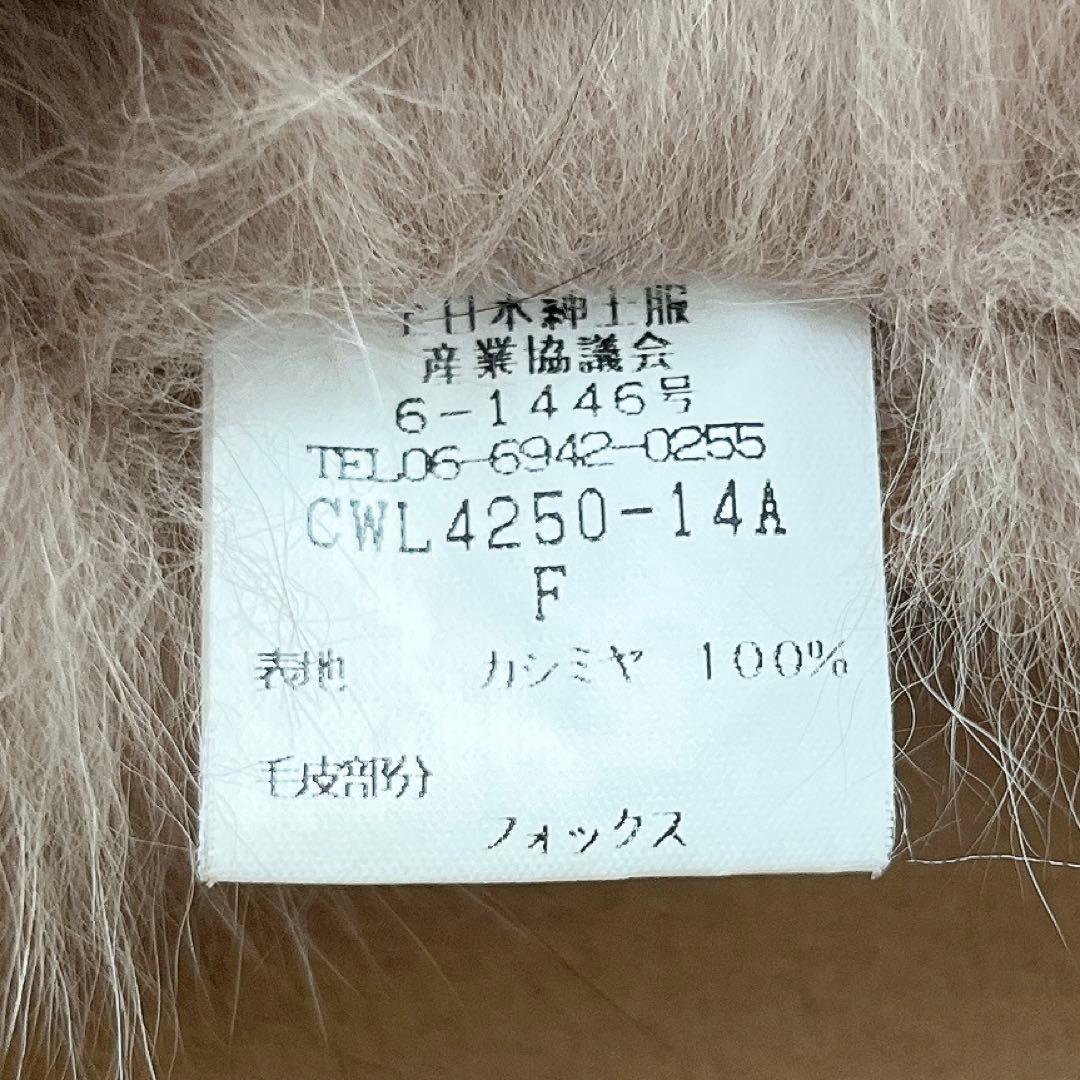 日本紳士服
産業協議会
6-1446号
TEL06-6942-0255
CWL4250-14A
F
表地 カシミヤ 100%
毛皮部分
フォックス